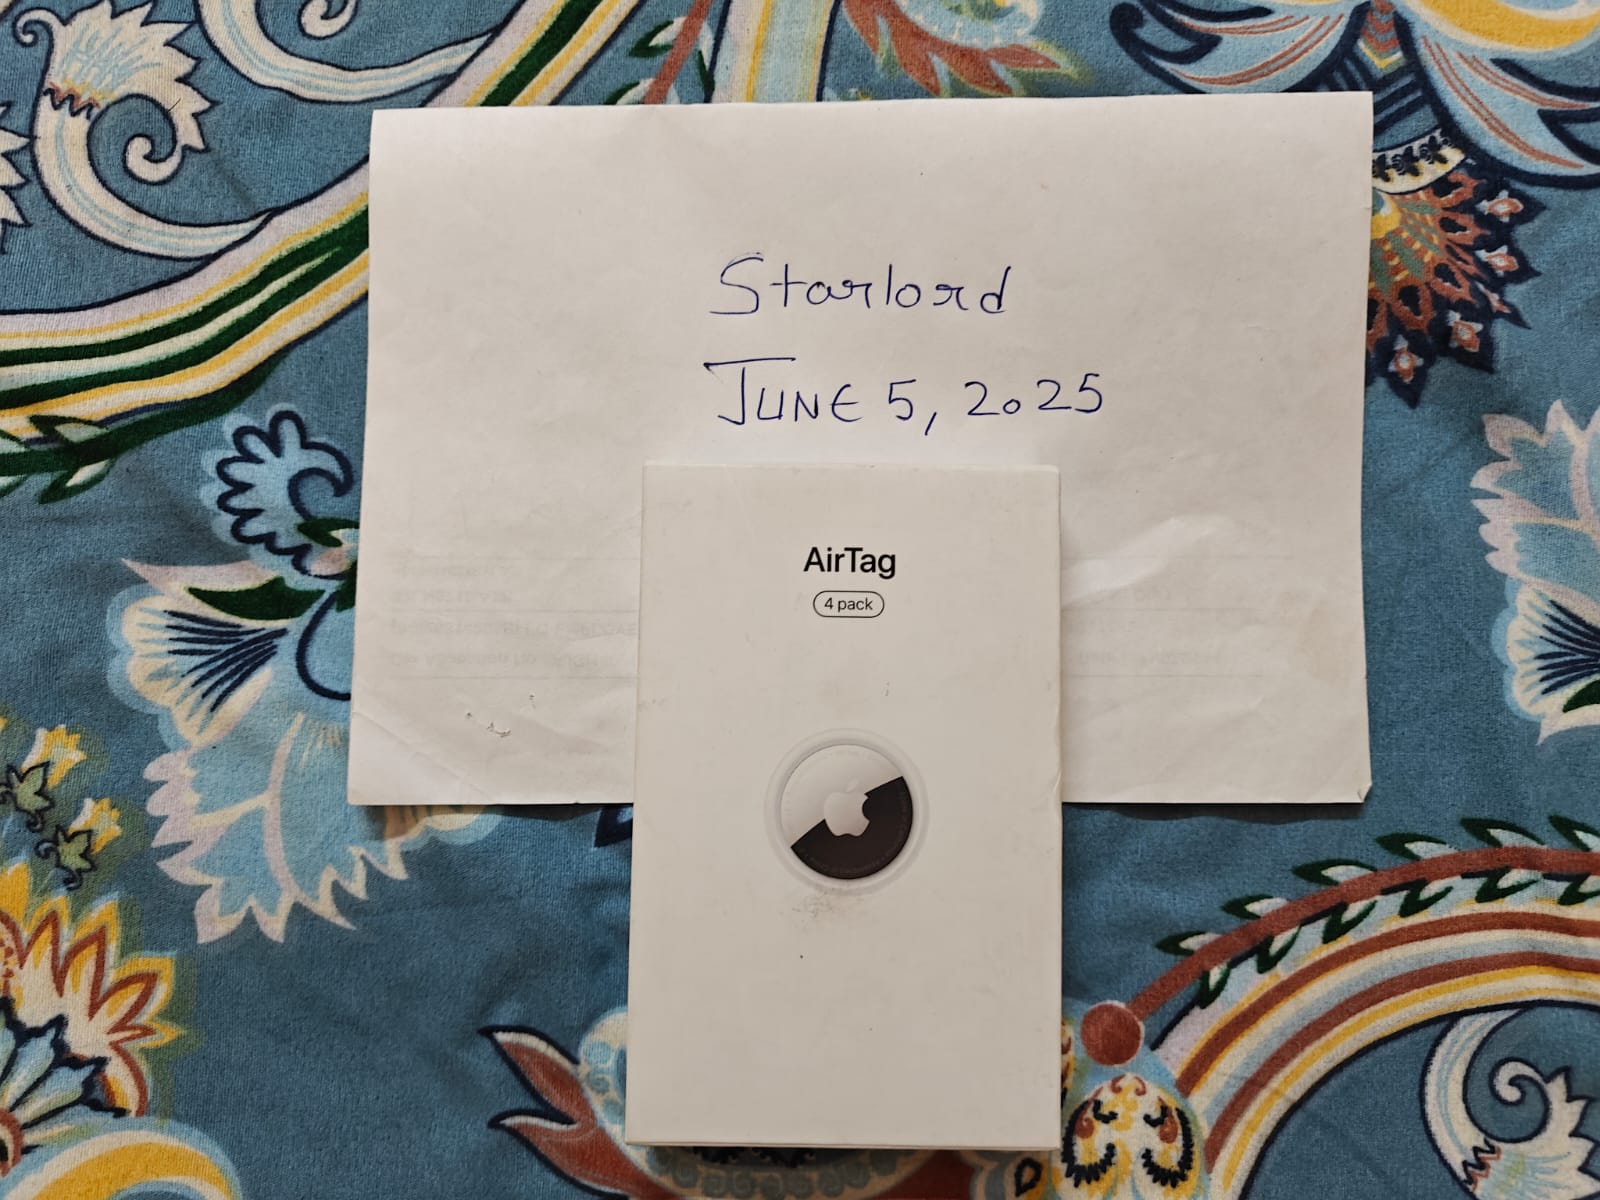 Starlord
JUNE 5, 2025
AirTag
4 pack